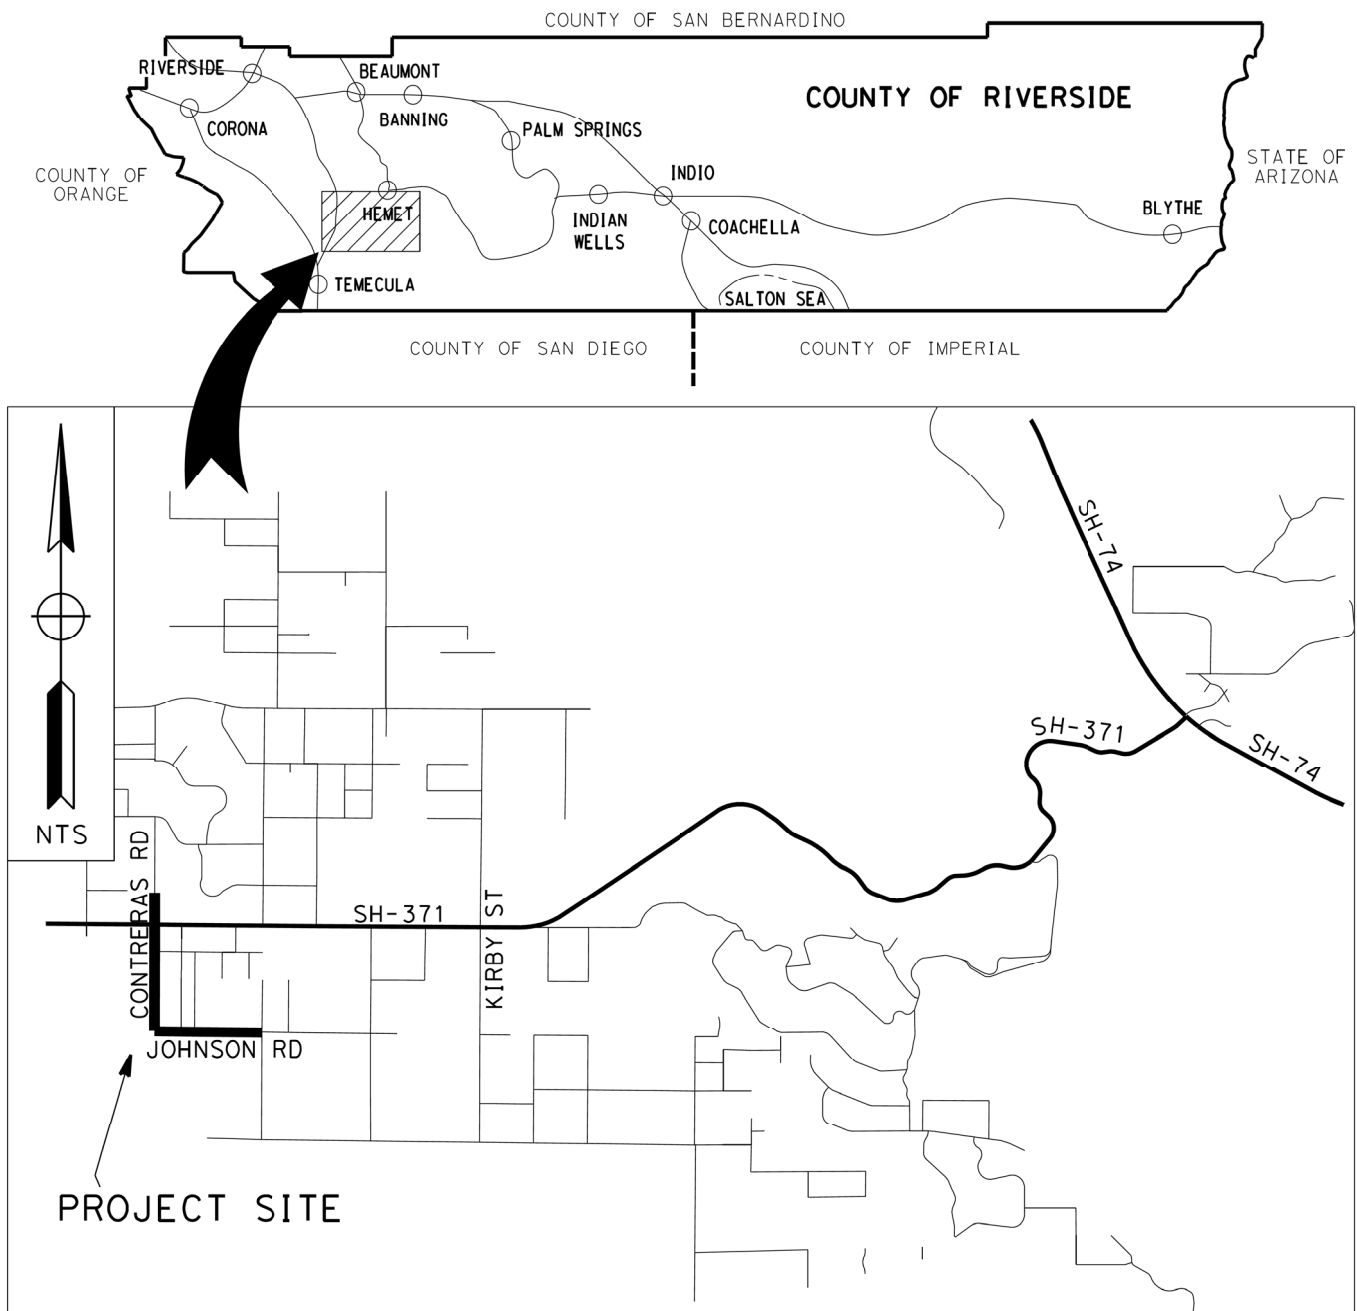 COUNTY OF SAN BERNARDINO
RIVERSIDE
BEAUMONT
COUNTY OF RIVERSIDE
CORONA
BANNING
PALM SPRINGS
STATE OF
ARIZONA
COUNTY OF
ORANGE
INDIO
HEMET
INDIAN
WELLS
COACHELLA
BLYTHE
TEMECULA
SALTON SEA
COUNTY OF SAN DIEGO
COUNTY OF IMPERIAL
SH-74
SH-371
SH-74
NTS
CONTRERAS RD
SH-371
KIRBY ST
JOHNSON RD
PROJECT SITE